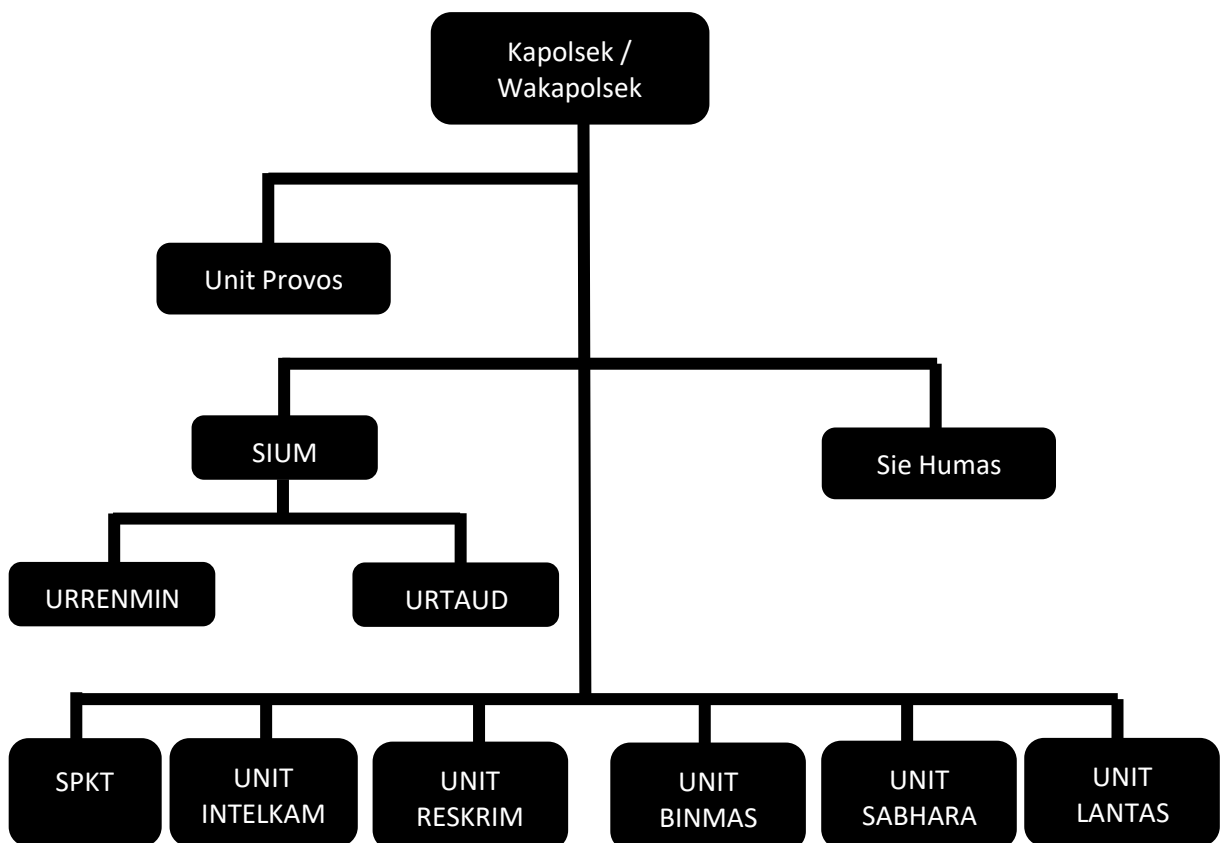 Kapolsek /
Wakapolsek
Unit Provos
SIUM
Sie Humas
URRENMIN
URTAUD
SPKT
UNIT
INTELKAM
UNIT
RESKRIM
UNIT
BINMAS
UNIT
SABHARA
UNIT
LANTAS